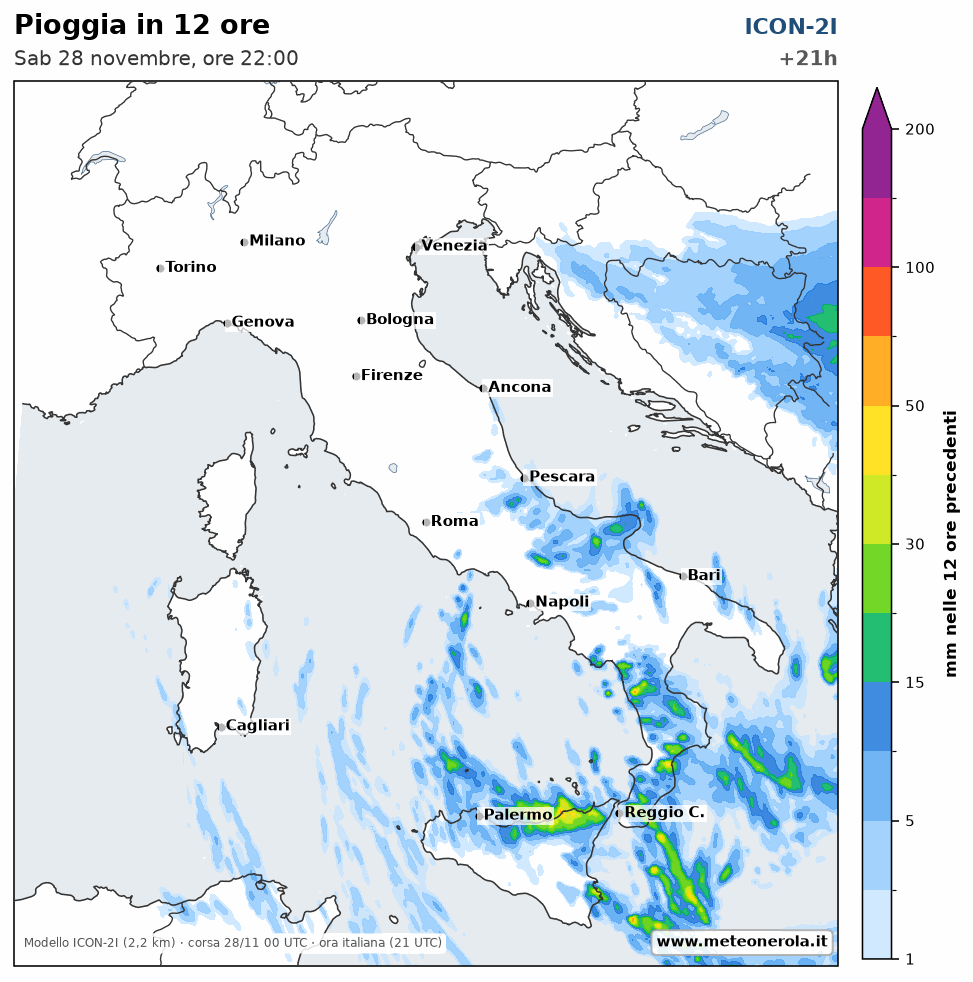 Pioggia in 12 ore
ICON-2I
Sab 28 novembre, ore 22:00
+21h
Milano
Venezia
Torino
Genova
Bologna
Firenze
Ancona
Pescara
Roma
Bari
Napoli
Cagliari
Palermo
Reggio C.
Modello ICON-2I (2,2 km) · corsa 28/11 00 UTC · ora italiana (21 UTC)
www.meteonerola.it
200
100
50
30
15
5
1
mm nelle 12 ore precedenti